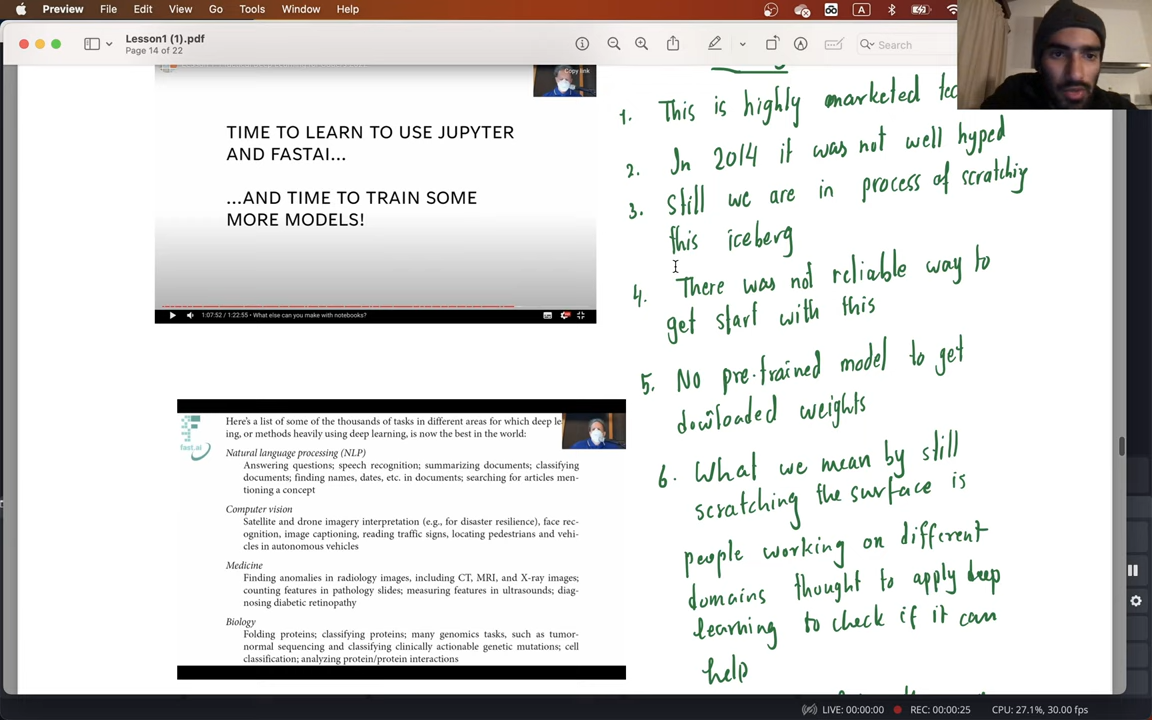 Preview File Edit View Go Tools Window Help
Lesson1 (1).pdf
Page 14 of 22
Search
Copy link
TIME TO LEARN TO USE JUPYTER
AND FASTAI...
...AND TIME TO TRAIN SOME
MORE MODELS!
1:07:52 / 1:22:55 • What else can you make with notebooks?
fast.ai
Here's a list of some of the thousands of tasks in different areas for which deep le
ing, or methods heavily using deep learning, is now the best in the world:
Natural language processing (NLP)
Answering questions; speech recognition; summarizing documents; classifying
documents; finding names, dates, etc. in documents; searching for articles men-
tioning a concept
Computer vision
Satellite and drone imagery interpretation (e.g., for disaster resilience), face rec-
ognition, image captioning, reading traffic signs, locating pedestrians and vehi-
cles in autonomous vehicles
Medicine
Finding anomalies in radiology images, including CT, MRI, and X-ray images;
counting features in pathology slides; measuring features in ultrasounds; diag-
nosing diabetic retinopathy
Biology
Folding proteins; classifying proteins; many genomics tasks, such as tumor-
normal sequencing and classifying clinically actionable genetic mutations; cell
classification; analyzing protein/protein interactions
1. This is highly marketed tec
2. In 2014 it was not well hyped
3. Still we are in process of scratchiy
this iceberg
4. There was not reliable way to
get start with this
5. No pre-trained model to get
dowloaded weights
6. What we mean by still
scratching the surface is
people working on different
domains thought to apply deep
learning to check if it can
help
LIVE: 00:00:00 REC: 00:00:25 CPU: 27.1%, 30.00 fps